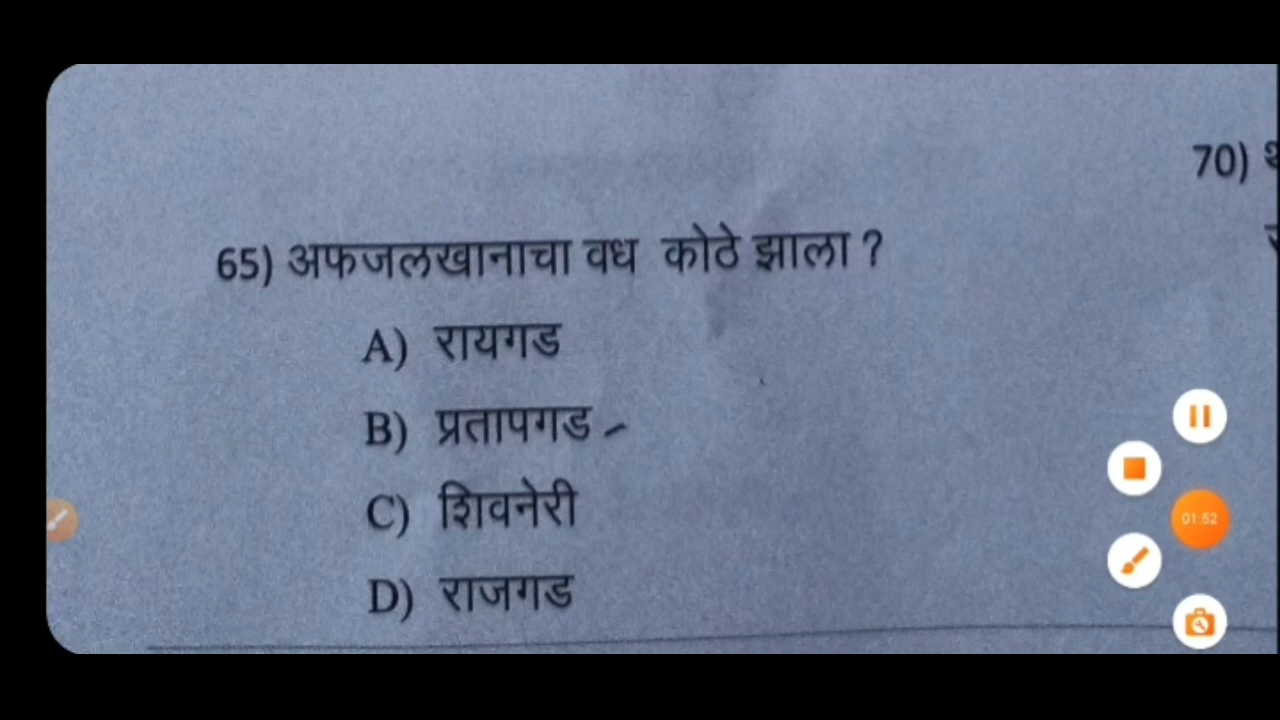 70)
65) अफजलखानाचा वध कोठे झाला ?
A) रायगड
B) प्रतापगड
C) शिवनेरी
D) राजगड
01:52